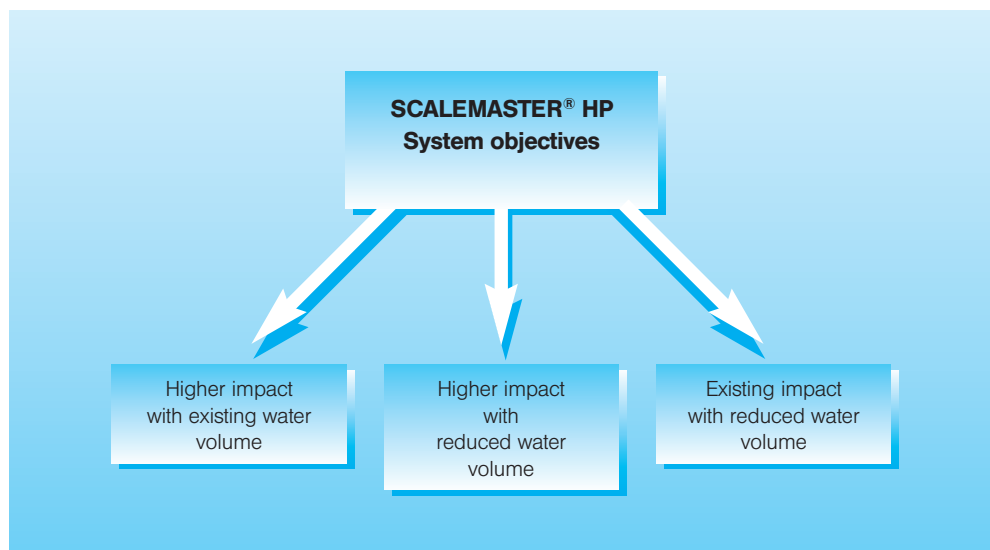 SCALEMASTER® HP
System objectives
Higher impact
with existing water
volume
Higher impact
with
reduced water
volume
Existing impact
with reduced water
volume